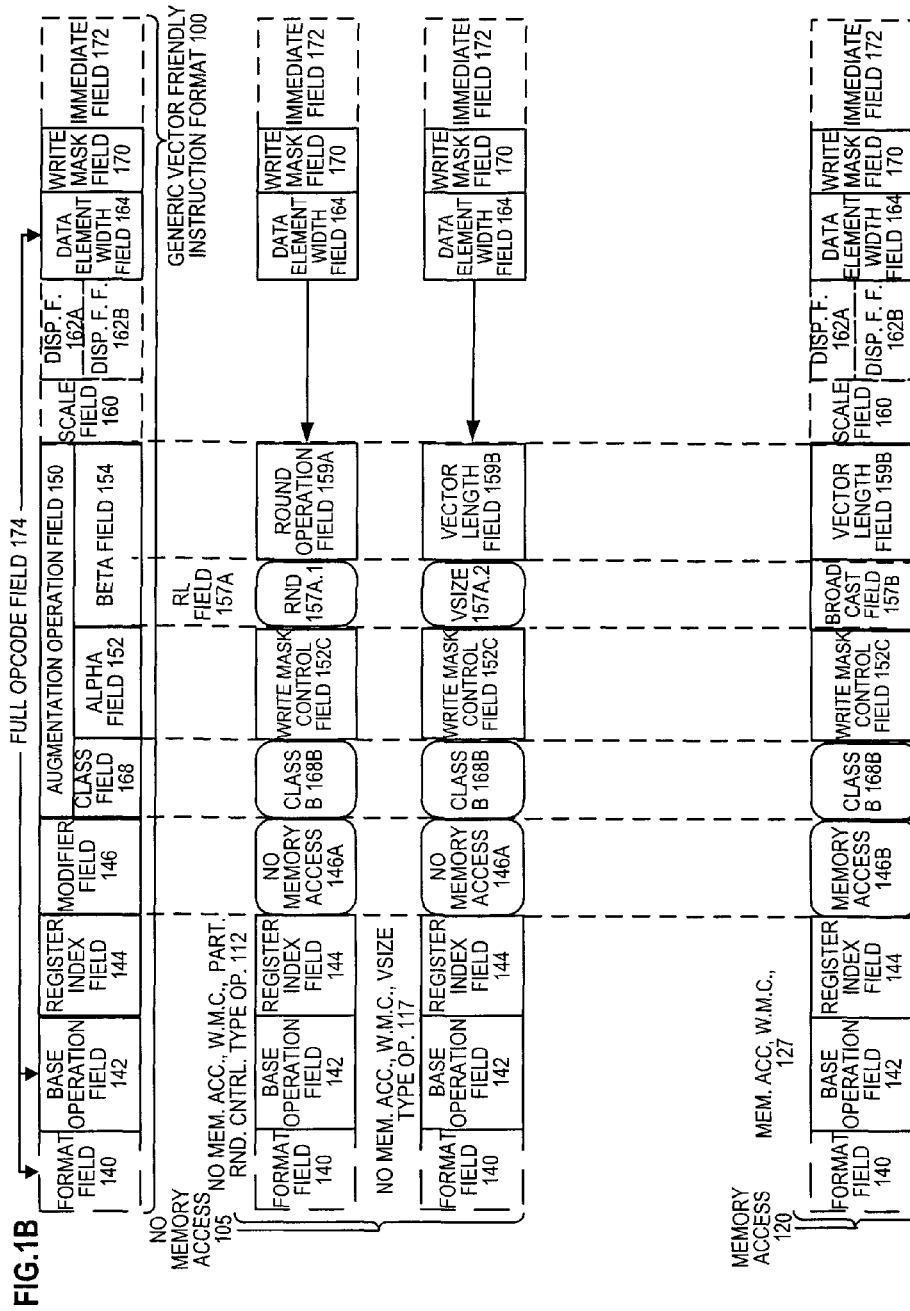 FIG.1B
FULL OPCODE FIELD 174
FORMAT
FIELD
140
BASE
OPERATION
FIELD
142
REGISTER
INDEX
FIELD
144
MODIFIER
FIELD
146
AUGMENTATION OPERATION FIELD 150
CLASS
FIELD
168
ALPHA
FIELD 152
BETA FIELD 154
SCALE
FIELD
160
DISP. F.
162A
DISP. F. F.
162B
DATA
ELEMENT
WIDTH
FIELD 164
WRITE
MASK
FIELD
170
IMMEDIATE
FIELD 172
GENERIC VECTOR FRIENDLY
INSTRUCTION FORMAT 100
NO
MEMORY
ACCESS
105
NO MEM. ACC., W.M.C., PART.
RND. CNTRL. TYPE OP. 112
RL
FIELD
157A
FORMAT
FIELD
140
BASE
OPERATION
FIELD
142
REGISTER
INDEX
FIELD
144
NO
MEMORY
ACCESS
146A
CLASS
B 168B
WRITE MASK
CONTROL
FIELD 152C
RND
157A.1
ROUND
OPERATION
FIELD 159A
DATA
ELEMENT
WIDTH
FIELD 164
WRITE
MASK
FIELD
170
IMMEDIATE
FIELD 172
NO MEM. ACC., W.M.C., VSIZE
TYPE OP. 117
FORMAT
FIELD
140
BASE
OPERATION
FIELD
142
REGISTER
INDEX
FIELD
144
NO
MEMORY
ACCESS
146A
CLASS
B 168B
WRITE MASK
CONTROL
FIELD 152C
VSIZE
157A.2
VECTOR
LENGTH
FIELD 159B
DATA
ELEMENT
WIDTH
FIELD 164
WRITE
MASK
FIELD
170
IMMEDIATE
FIELD 172
MEMORY
ACCESS
120
MEM. ACC, W.M.C.,
127
FORMAT
FIELD
140
BASE
OPERATION
FIELD
142
REGISTER
INDEX
FIELD
144
MEMORY
ACCESS
146B
CLASS
B 168B
WRITE MASK
CONTROL
FIELD 152C
BROAD
CAST
FIELD
157B
VECTOR
LENGTH
FIELD 159B
SCALE
FIELD
160
DISP. F.
162A
DISP. F. F.
162B
DATA
ELEMENT
WIDTH
FIELD 164
WRITE
MASK
FIELD
170
IMMEDIATE
FIELD 172